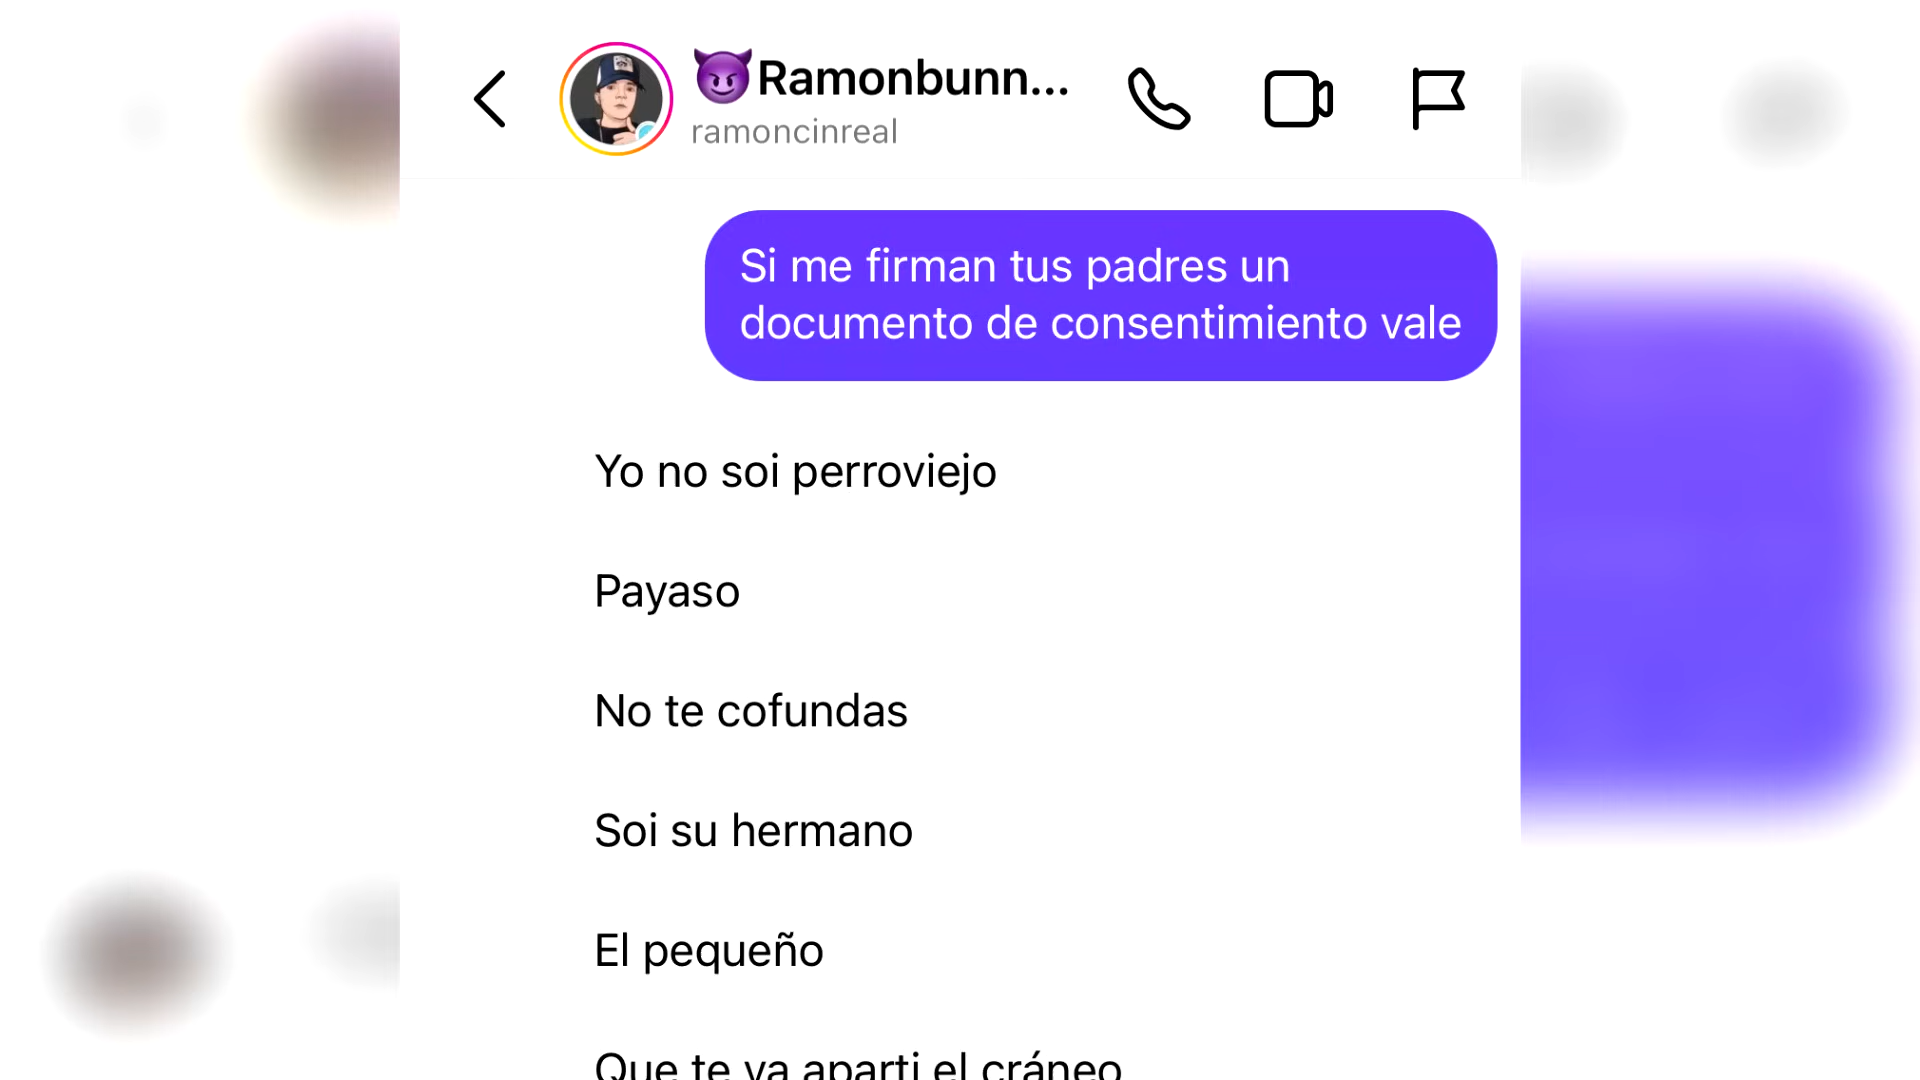 😈Ramonbunn...
ramoncinreal
Si me firman tus padres un
documento de consentimiento vale
Yo no soi perroviejo
Payaso
No te cofundas
Soi su hermano
El pequeño
Que te va aparti el cráneo